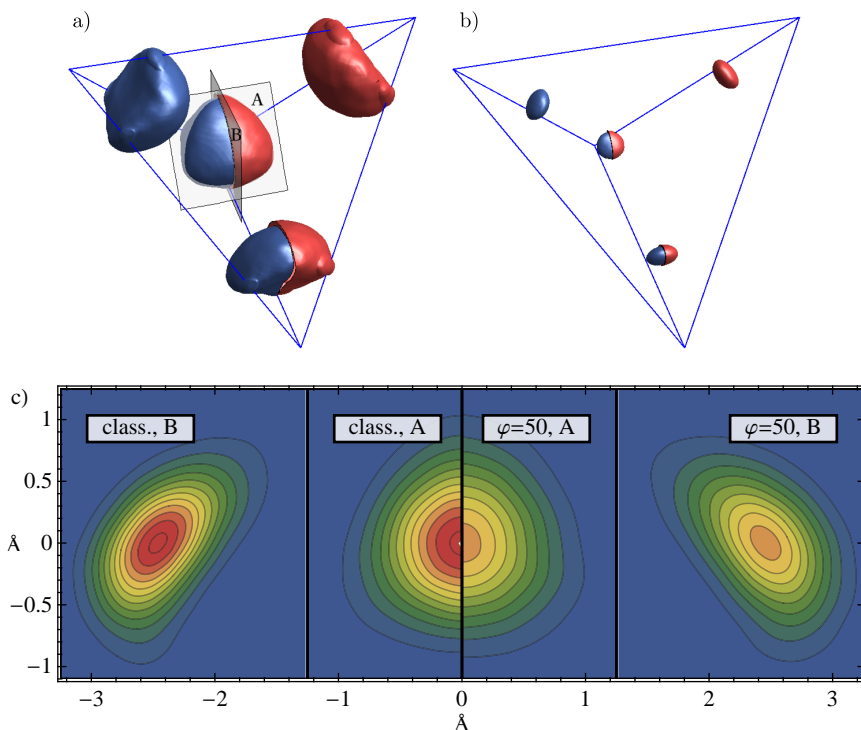 a)
b)
A
B
c)
class., B
class., A
φ=50, A
φ=50, B
1
0.5
0
−0.5
−1
Å
−3
−2
−1
0
1
2
3
Å